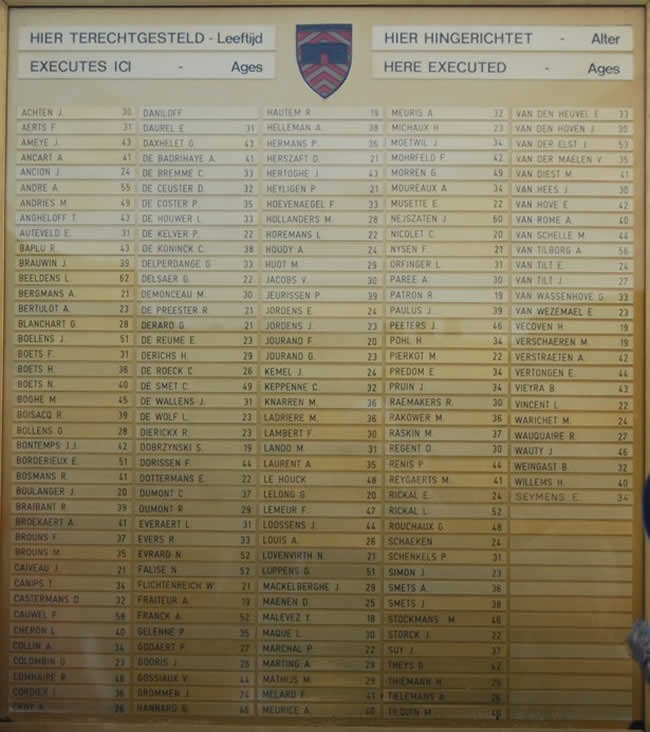 HIER TERECHTGESTELD - Leeftijd
EXECUTES ICI - Ages
HIER HINGERICHTET - Alter
HERE EXECUTED - Ages
ACHTEN J. 30
AERTS F. 31
AMEYE J. 43
ANCART A. 41
ANCION J. 24
ANDRE A. 55
ANDRIES M. 49
ANGHELOFF T. 43
AUTEVELD E. 31
BAPLU R. 43
BRAUWIN J. 39
BEELDENS L. 62
BERGMANS A. 21
BERTULOT A. 23
BLANCHART G. 28
BOELENS J. 51
BOETS F. 31
BOETS H. 36
BOETS N. 40
BOGHE M. 45
BOISACQ R. 39
BOLLENS G. 28
BONTEMPS J.J. 42
BORDERIEUX E. 51
BOSMANS R. 41
BOULANGER J. 20
BRAIBANT R. 39
BROEKAERT A. 41
BROUNS F. 37
BROUNS M. 35
CAIVEAU J. 21
CANIPS T. 34
CASTERMANS D. 32
CAUWEL F. 58
CHERON L. 40
COLLIN A. 34
COLOMBIN G. 23
COMHAIRE R. 48
CORDIER J. 36
26
DANILOFF
DAUREL E. 31
DAXHELET G. 43
DE BADRIHAYE A. 41
DE BREMME C. 33
DE CEUSTER D. 32
DE COSTER P. 35
DE HOUWER L. 33
DE KELVER P. 22
DE KONINCK C. 38
DELPERDANGE G. 33
DELSAER G. 22
DEMONCEAU M. 30
DE PREESTER R. 21
DERARD G. 21
DE REUME E. 23
DERICHS H. 29
DE ROECK C. 26
DE SMET C. 49
DE WALLENS J. 31
DE WOLF L. 23
DIERICKX R. 23
DOBRZYNSKI S. 19
DORISSEN F. 44
DOTTERMANS E. 22
DUMONT C. 37
DUMONT R. 29
EVERAERT L. 31
EVERS R. 33
EVRARD N. 52
FALISE N. 52
FLICHTENREICH W. 21
FRAITEUR A. 19
FRANCK A. 52
GELENNE P. 35
GODAERT F. 27
GOORIS J. 26
GOSSIAUX V. 44
GROMMEN J. 74
HANNARD G. 46
HAUTEM R. 19
HELLEMAN A. 38
HERMANS P. 36
HERSZAFT D. 21
HERTOGHE J. 43
HEYLIGEN P. 21
HOEVENAEGEL F. 33
HOLLANDERS M. 28
HOREMANS L. 22
HOUDY A. 24
HUOT M. 29
JACOBS V. 30
JEURISSEN P. 39
JORDENS E. 24
JORDENS J. 23
JOURAND F. 20
JOURAND G. 23
KEMEL J. 24
KEPPENNE C. 32
KNARREN M. 36
LADRIERE M. 36
LAMBERT F. 30
LANDO M. 31
LAURENT A. 35
LE HOUCK 48
LELONG G. 20
LEMEUR F. 47
LOOSSENS J. 44
LOUIS A. 26
LOVENVIRTH N. 21
LUPPENS G. 51
MACKELBERGHE J. 29
MAENEN D. 25
MALEVEZ Y. 18
MAQUE L. 30
MARCHAL P. 22
MARTING A. 29
MATHIJS M. 29
MELARD F. 41
MEURICE A. 40
MEURIS A. 32
MICHAUX H. 23
MOETWIL J. 34
MOHRFELD F. 42
MORREN G. 49
MOUREAUX A. 34
MUSETTE E. 22
NEJSZATEN J. 60
NICOLET C. 20
NYSEN F. 21
ORFINGER L. 31
PAREE A. 30
PATRON R. 19
PAULUS J. 39
PEETERS J. 46
POHL H. 34
PIERKOT M. 22
PREDOM E. 34
PRUIN J. 34
RAEMAKERS R. 30
RAKOWER M. 36
RASKIN M. 37
REGENT D. 30
RENIS P. 44
REYGAERTS M. 41
RICKAL E. 24
RICKAL L. 52
ROUCHAUX G. 48
SCHAEKEN 24
SCHENKELS P. 31
SIMON J. 23
SMETS A. 36
SMETS J. 38
STOCKMANS M. 46
STORCK J. 22
SUY J. 37
THEYS O. 42
THIEMANN H. 26
TIELEMANS A. 26
TILQUIN M.
VAN DEN HEUVEL E. 33
VAN DEN HOVEN J. 30
VAN DER ELST J. 53
VAN DER MAELEN V. 35
VAN DIEST M. 41
VAN HEES J. 30
VAN HOVE E. 42
VAN ROME A. 40
VAN SCHELLE M. 44
VAN TILBORG A. 56
VAN TILT E. 24
VAN TILT J. 27
VAN WASSENHOVE G. 33
VAN WEZEMAEL E. 23
VECOVEN H. 19
VERSCHAEREN M. 19
VERSTRAETEN A. 42
VERTONGEN E. 44
VIEYRA B. 43
VINCENT L. 22
WARICHET M. 24
WAUQUAIRE R. 27
WAUTY J. 46
WEINGAST B. 32
WILLEMS H. 40
SEYMENS E. 34